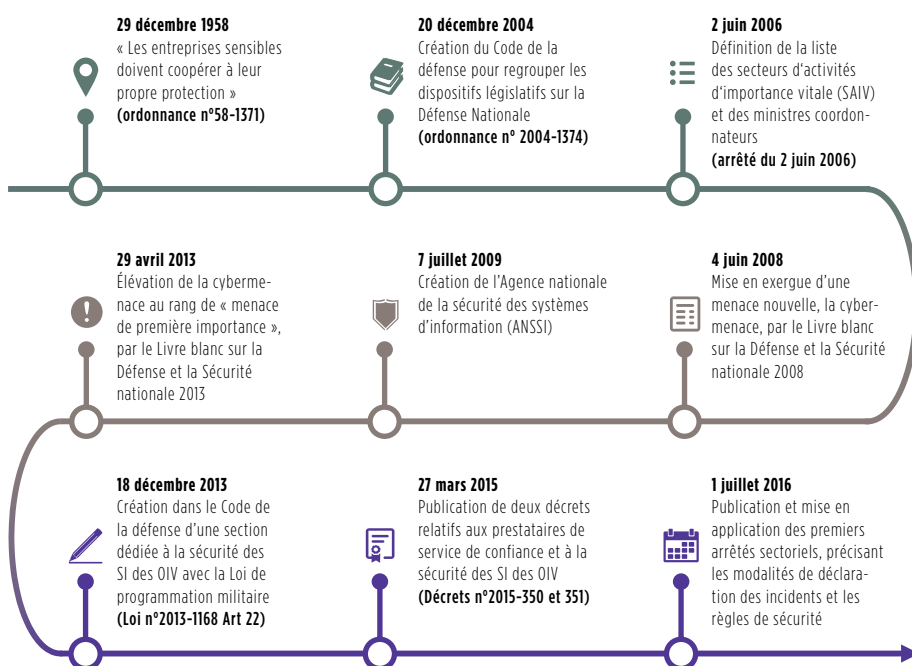 29 décembre 1958
« Les entreprises sensibles
doivent coopérer à leur
propre protection »
(ordonnance n°58-1371)
20 décembre 2004
Création du Code de la
défense pour regrouper les
dispositifs législatifs sur la
Défense Nationale
(ordonnance n° 2004-1374)
2 juin 2006
Définition de la liste
des secteurs d‘activités
d‘importance vitale (SAIV)
et des ministres coordon-
nateurs
(arrêté du 2 juin 2006)
4 juin 2008
Mise en exergue d’une
menace nouvelle, la cyber-
menace, par le Livre blanc
sur la Défense et la Sécurité
nationale 2008
7 juillet 2009
Création de l’Agence nationale
de la sécurité des systèmes
d’information (ANSSI)
29 avril 2013
Élévation de la cyberme-
nace au rang de « menace
de première importance »,
par le Livre blanc sur la
Défense et la Sécurité
nationale 2013
18 décembre 2013
Création dans le Code de
la défense d’une section
dédiée à la sécurité des
SI des OIV avec la Loi de
programmation militaire
(Loi n°2013-1168 Art 22)
27 mars 2015
Publication de deux décrets
relatifs aux prestataires de
service de confiance et à la
sécurité des SI des OIV
(Décrets n°2015-350 et 351)
1 juillet 2016
Publication et mise en
application des premiers
arrêtés sectoriels, précisant
les modalités de déclara-
tion des incidents et les
règles de sécurité